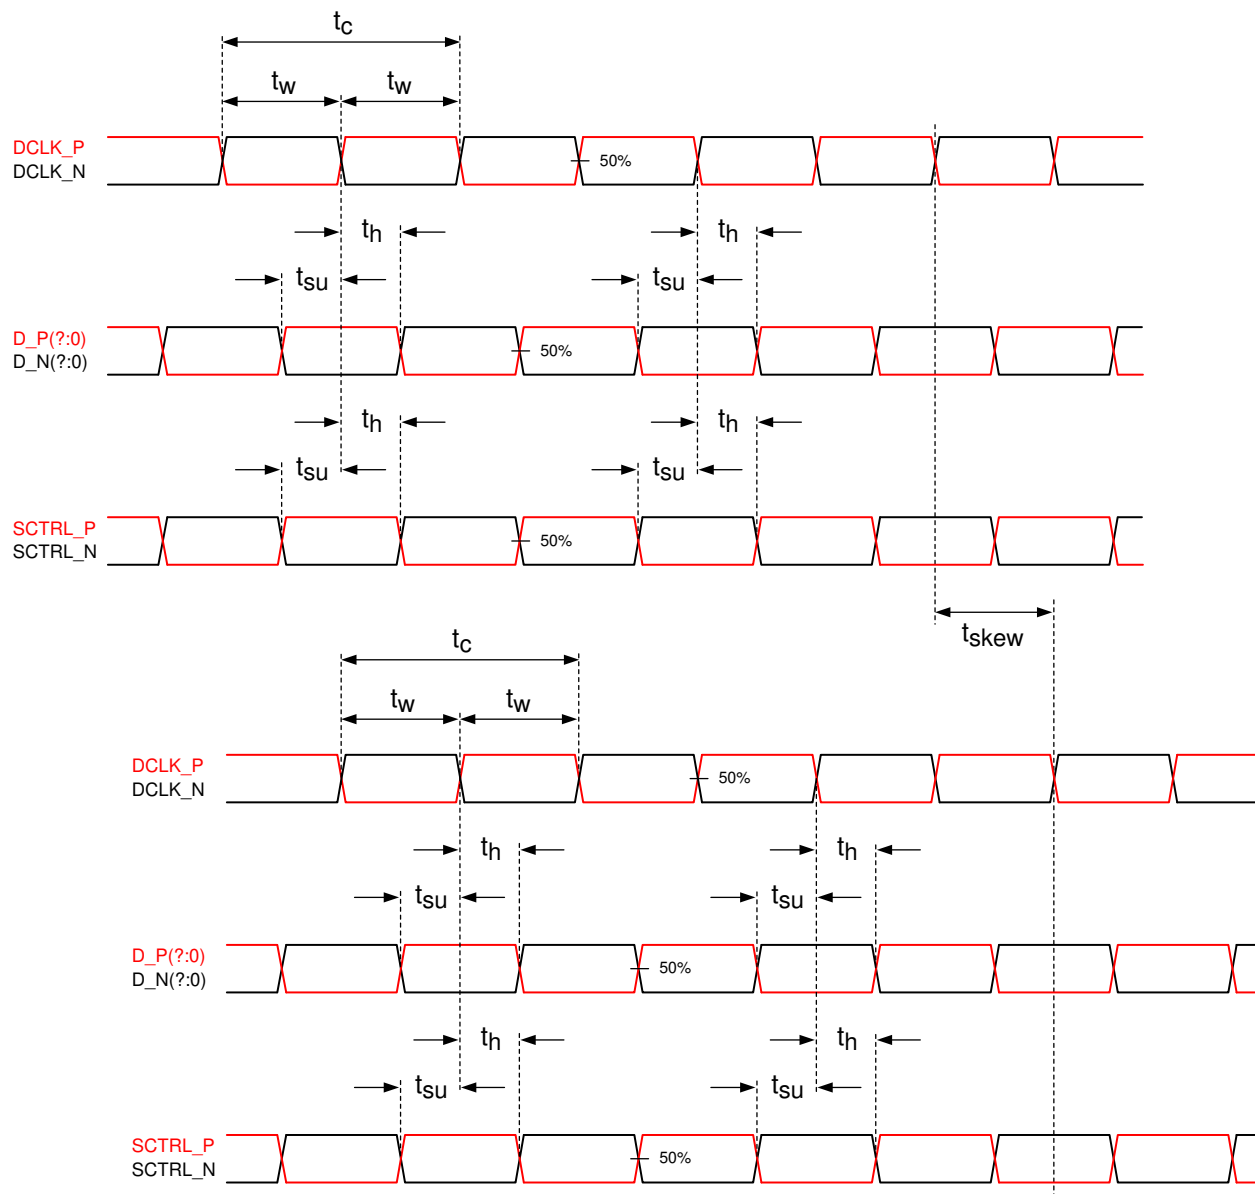 tc
tw tw
DCLK_P
DCLK_N
50%
th th
tsu tsu
D_P(?:0)
D_N(?:0)
50%
th th
tsu tsu
SCTRL_P
SCTRL_N
50%
tskew
tc
tw tw
DCLK_P
DCLK_N
50%
th th
tsu tsu
D_P(?:0)
D_N(?:0)
50%
th th
tsu tsu
SCTRL_P
SCTRL_N
50%